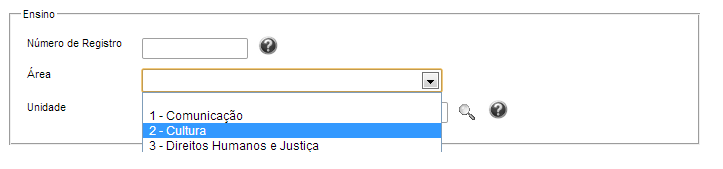 Ensino
Número de Registro
?
Área
Unidade
?
1 - Comunicação
2 - Cultura
3 - Direitos Humanos e Justiça